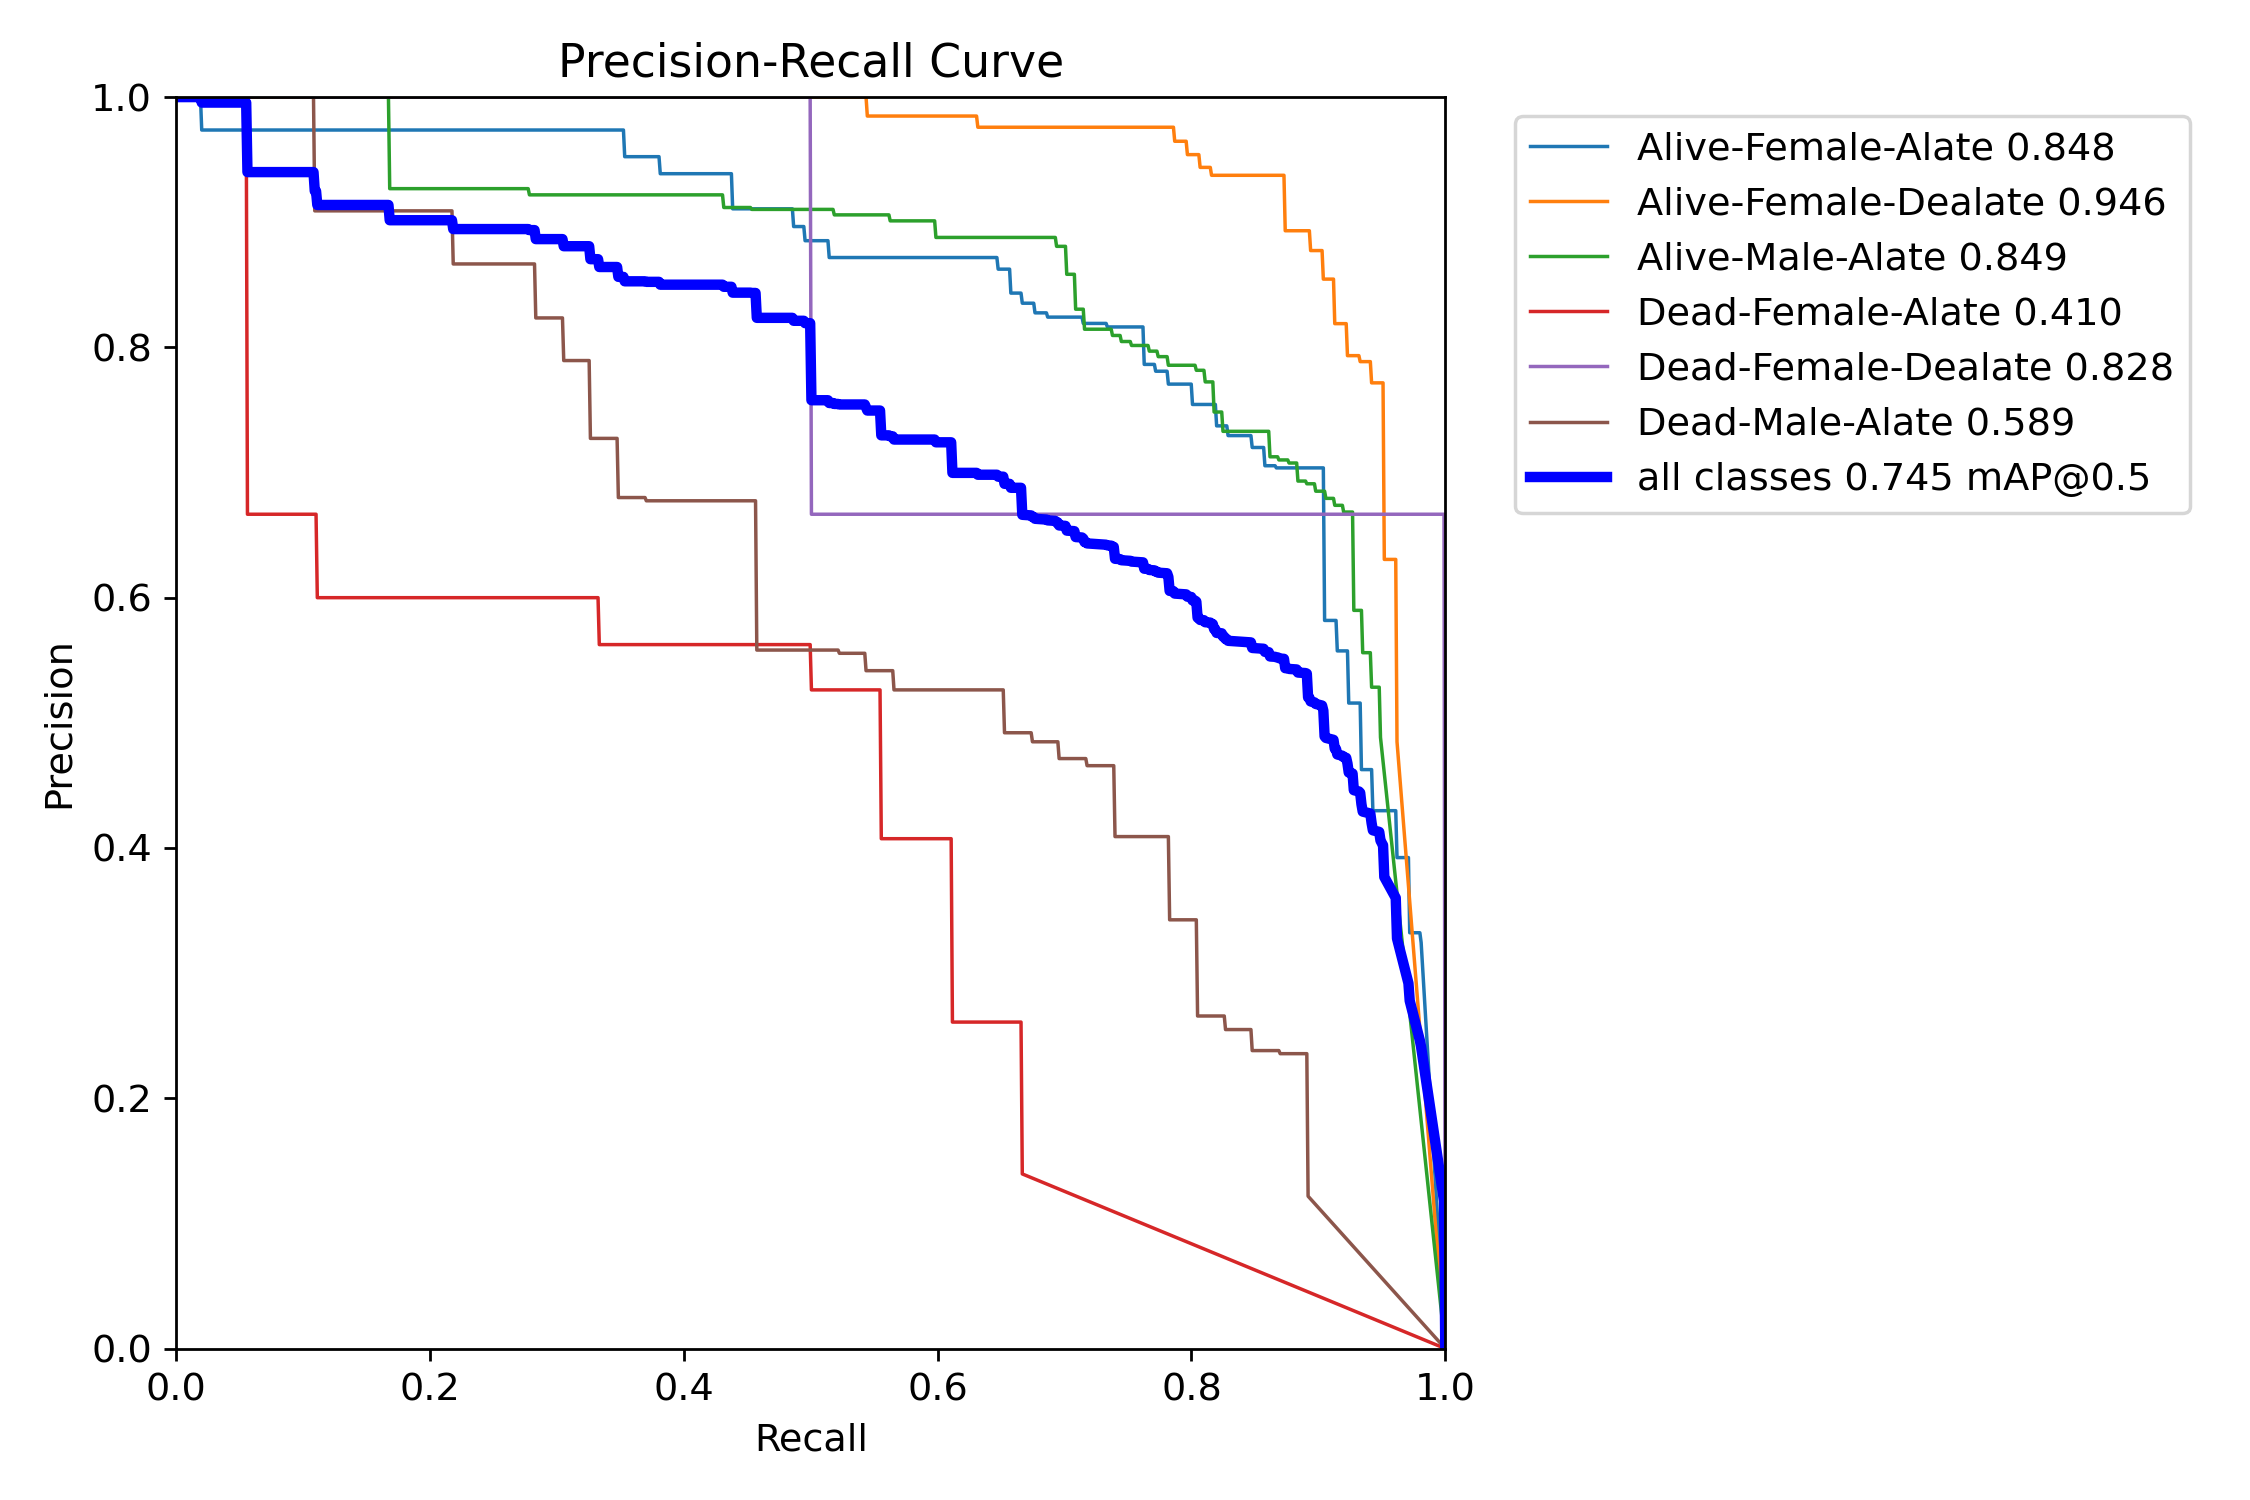 Precision-Recall Curve
1.0
0.8
0.6
0.4
0.2
0.0
Precision
0.0 0.2 0.4 0.6 0.8 1.0
Recall
Alive-Female-Alate 0.848
Alive-Female-Dealate 0.946
Alive-Male-Alate 0.849
Dead-Female-Alate 0.410
Dead-Female-Dealate 0.828
Dead-Male-Alate 0.589
all classes 0.745 mAP@0.5